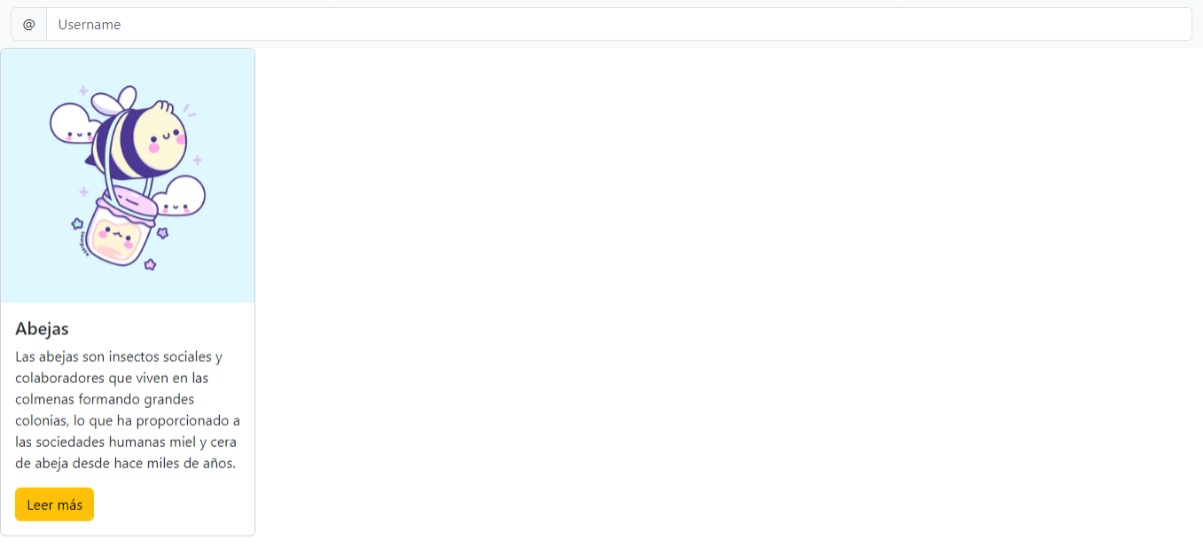 @ Username
Abejas
Las abejas son insectos sociales y
colaboradores que viven en las
colmenas formando grandes
colonias, lo que ha proporcionado a
las sociedades humanas miel y cera
de abeja desde hace miles de años.
Leer más